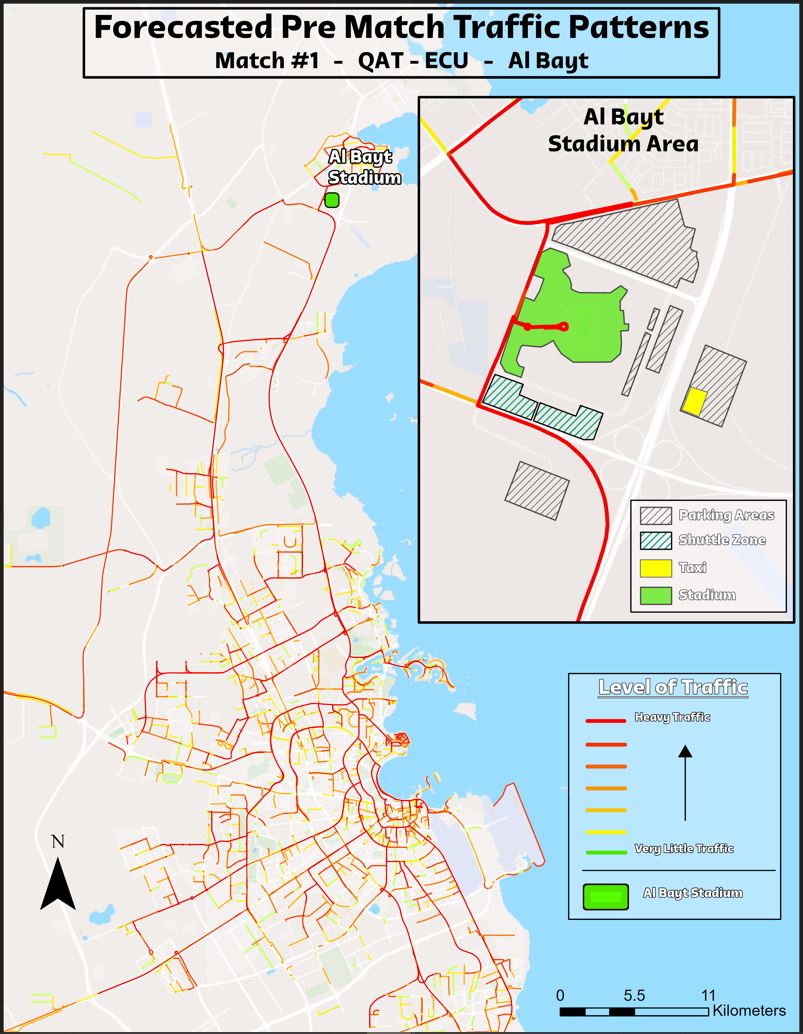 Forecasted Pre Match Traffic Patterns
Match #1 - QAT - ECU - Al Bayt
Al Bayt
Stadium
Al Bayt
Stadium Area
Parking Areas
Shuttle Zone
Taxi
Stadium
Level of Traffic
Heavy Traffic
Very Little Traffic
Al Bayt Stadium
N
0 5.5 11
Kilometers